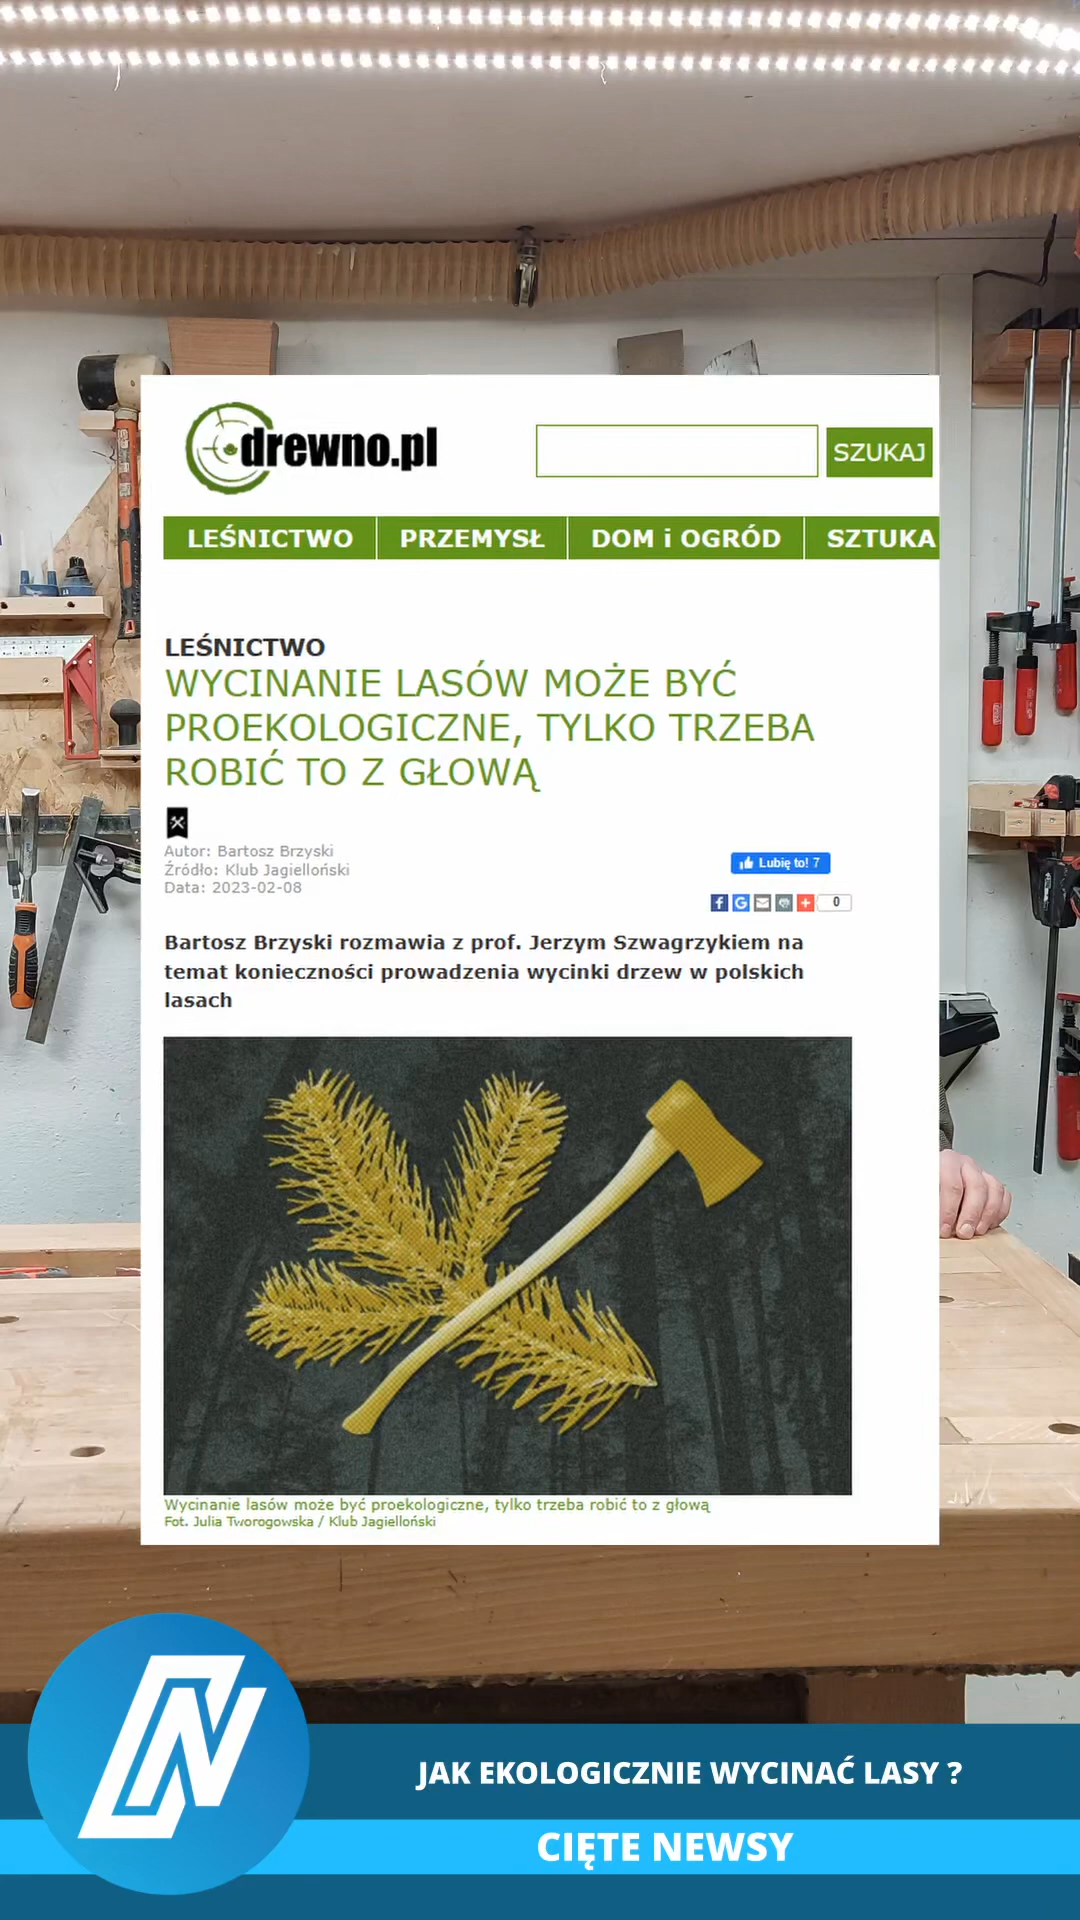 drewno.pl
SZUKAJ
LEŚNICTWO PRZEMYSŁ DOM i OGRÓD SZTUKA
LEŚNICTWO
WYCINANIE LASÓW MOŻE BYĆ
PROEKOLOGICZNE, TYLKO TRZEBA
ROBIĆ TO Z GŁOWĄ
Autor: Bartosz Brzyski
Źródło: Klub Jagielloński
Data: 2023-02-08
Lubię to! 7
0
Bartosz Brzyski rozmawia z prof. Jerzym Szwagrzykiem na
temat konieczności prowadzenia wycinki drzew w polskich
lasach
Wycinanie lasów może być proekologiczne, tylko trzeba robić to z głową
Fot. Julia Tworogowska / Klub Jagielloński
JAK EKOLOGICZNIE WYCINAĆ LASY ?
CIĘTE NEWSY